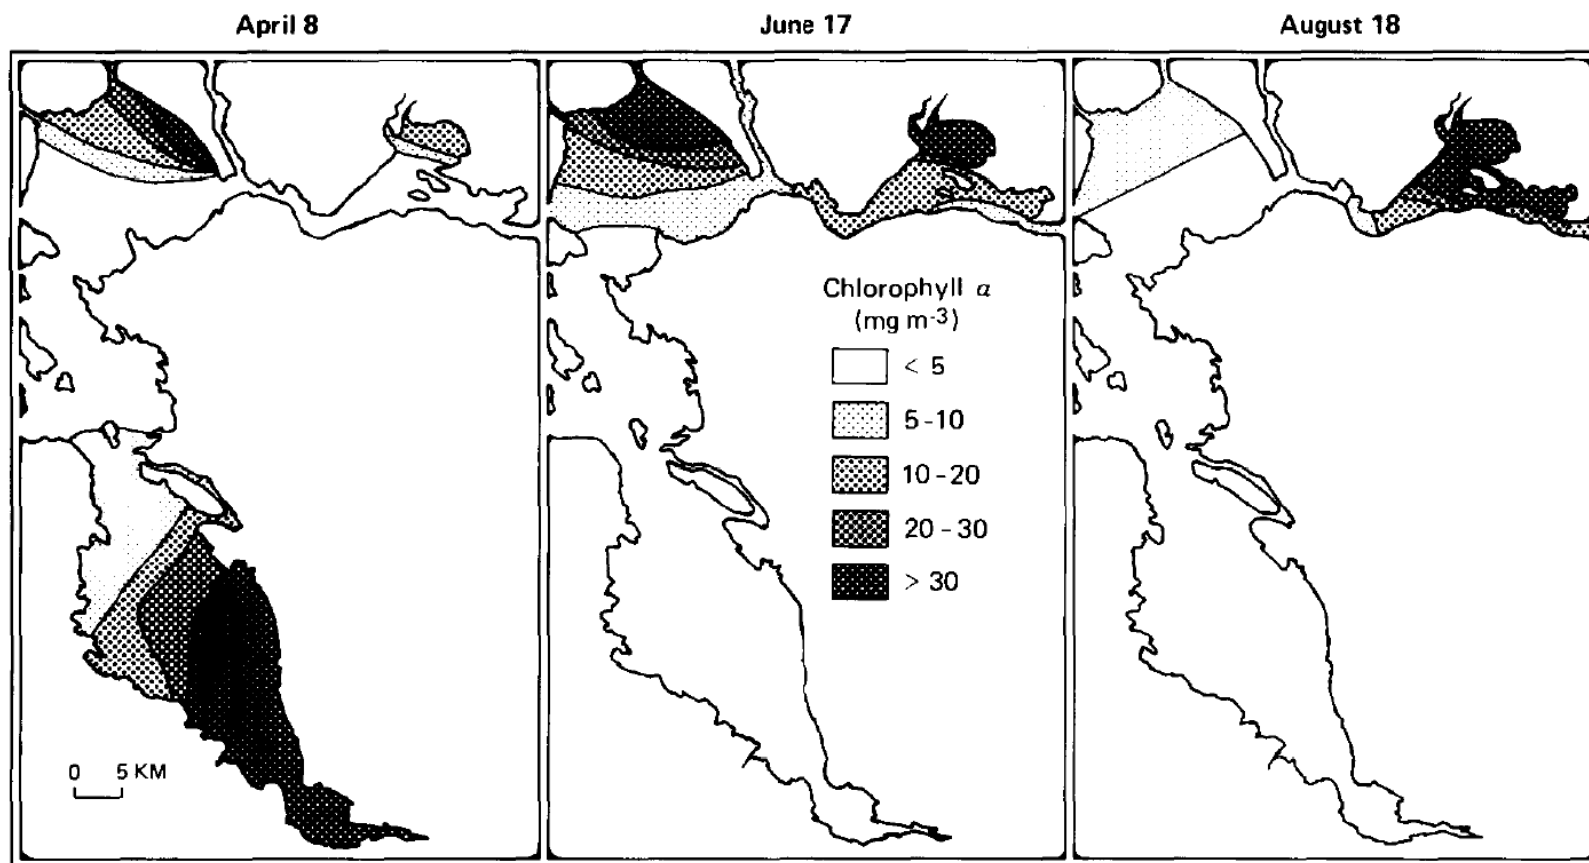 April 8
June 17
August 18
Chlorophyll a
(mg m-3)
< 5
5-10
10-20
20-30
> 30
0 5 KM